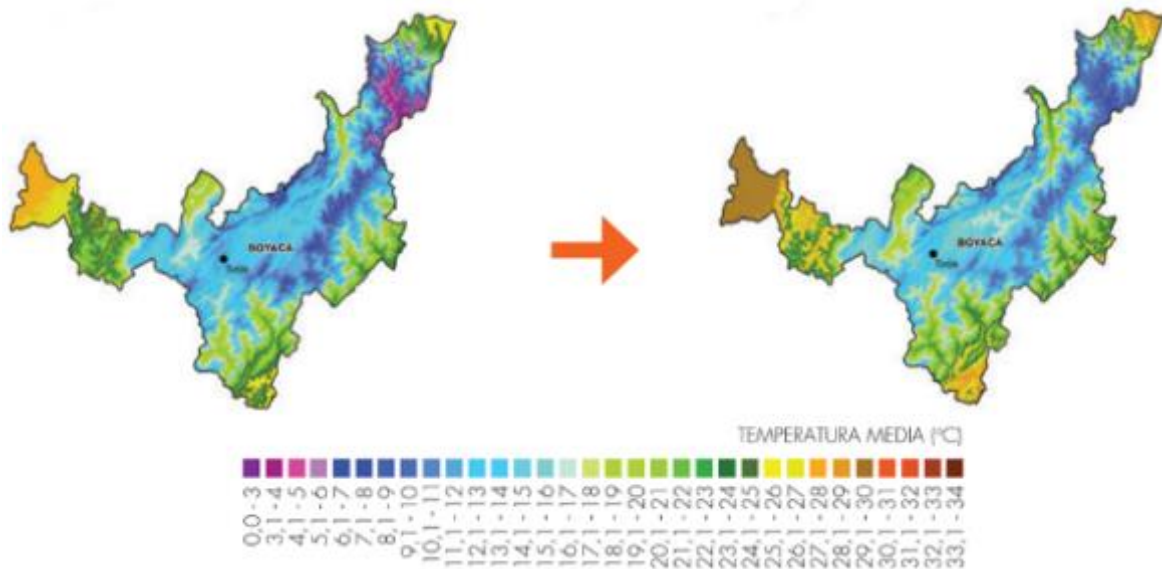 BOYACA
Tunja
BOYACA
Tunja
TEMPERATURA MEDIA (ºC)
0,0 - 3
3,1 - 4
4,1 - 5
5,1 - 6
6,1 - 7
7,1 - 8
8,1 - 9
9,1 - 10
10,1 - 11
11,1 - 12
12,1 - 13
13,1 - 14
14,1 - 15
15,1 - 16
16,1 - 17
17,1 - 18
18,1 - 19
19,1 - 20
20,1 - 21
21,1 - 22
22,1 - 23
23,1 - 24
24,1 - 25
25,1 - 26
26,1 - 27
27,1 - 28
28,1 - 29
29,1 - 30
30,1 - 31
31,1 - 32
32,1 - 33
33,1 - 34